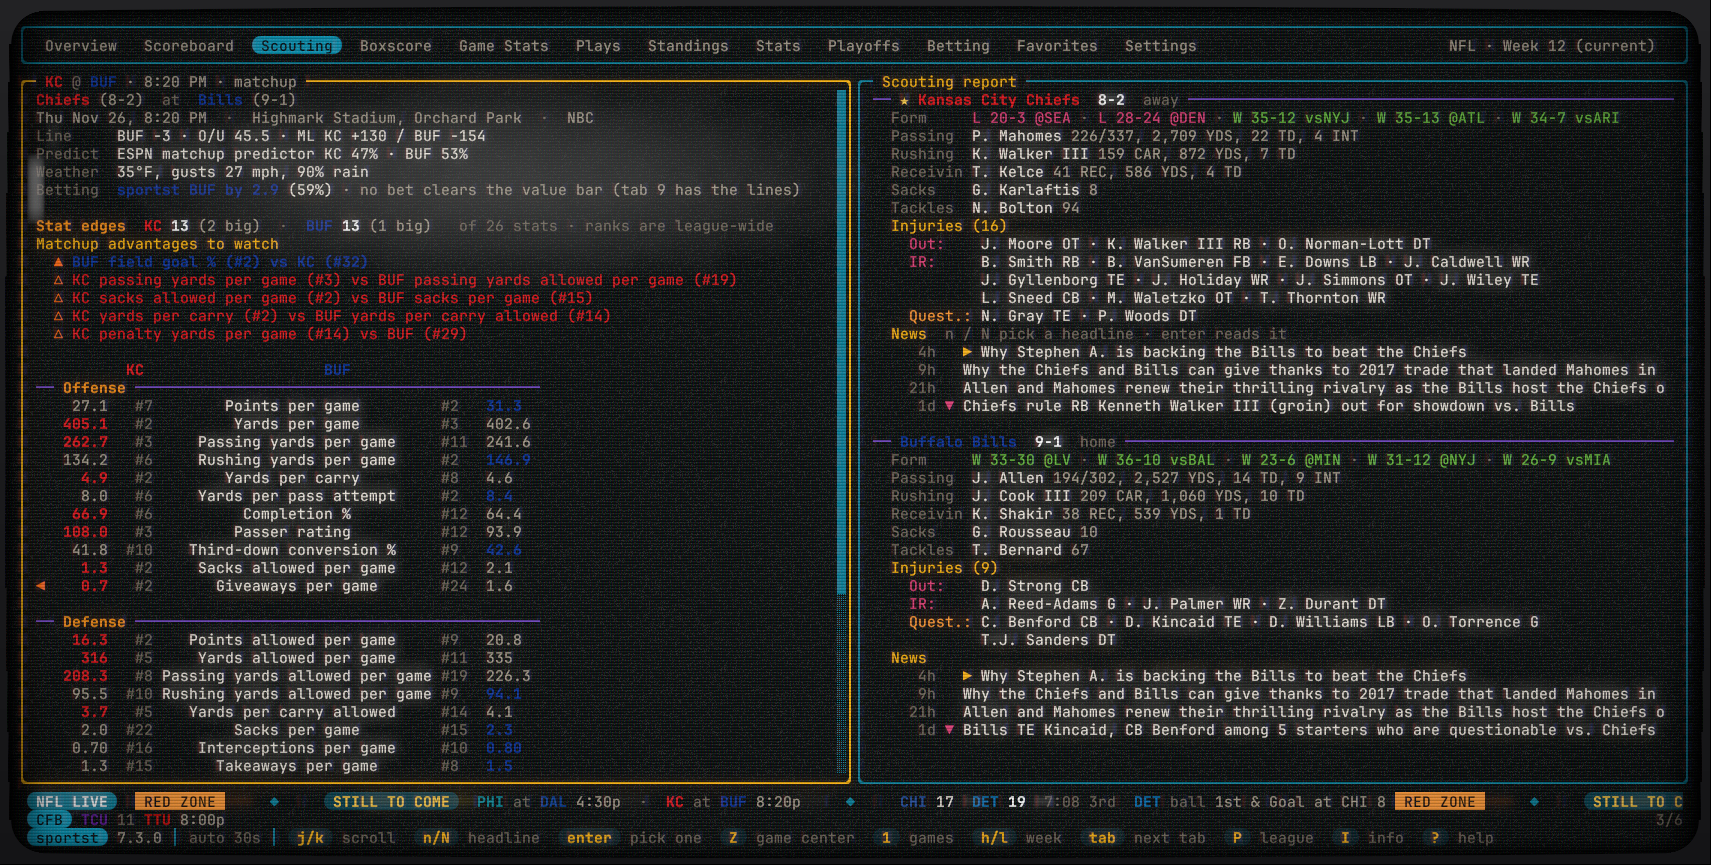 Overview Scoreboard Scouting Boxscore Game Stats Plays Standings Stats Playoffs Betting Favorites Settings NFL · Week 12 (current)
KC @ BUF · 8:20 PM · matchup
Chiefs (8-2) at Bills (9-1)
Thu Nov 26, 8:20 PM · Highmark Stadium, Orchard Park · NBC
Line BUF -3 · O/U 45.5 · ML KC +130 / BUF -154
Predict ESPN matchup predictor KC 47% · BUF 53%
Weather 35°F, gusts 27 mph, 90% rain
Betting sportst BUF by 2.9 (59%) · no bet clears the value bar (tab 9 has the lines)
Stat edges KC 13 (2 big) · BUF 13 (1 big) of 26 stats · ranks are league-wide
Matchup advantages to watch
▲ BUF field goal % (#2) vs KC (#32)
△ KC passing yards per game (#3) vs BUF passing yards allowed per game (#19)
△ KC sacks allowed per game (#2) vs BUF sacks per game (#15)
△ KC yards per carry (#2) vs BUF yards per carry allowed (#14)
△ KC penalty yards per game (#14) vs BUF (#29)
KC BUF
Offense
27.1 #7 Points per game #2 31.3
405.1 #2 Yards per game #3 402.6
262.7 #3 Passing yards per game #11 241.6
134.2 #6 Rushing yards per game #2 146.9
4.9 #2 Yards per carry #8 4.6
8.0 #6 Yards per pass attempt #2 8.4
66.9 #6 Completion % #12 64.4
108.0 #3 Passer rating #12 93.9
41.8 #10 Third-down conversion % #9 42.6
1.3 #2 Sacks allowed per game #12 2.1
◀ 0.7 #2 Giveaways per game #24 1.6
Defense
16.3 #2 Points allowed per game #9 20.8
316 #5 Yards allowed per game #11 335
208.3 #8 Passing yards allowed per game #19 226.3
95.5 #10 Rushing yards allowed per game #9 94.1
3.7 #5 Yards per carry allowed #14 4.1
2.0 #22 Sacks per game #15 2.3
0.70 #16 Interceptions per game #10 0.80
1.3 #15 Takeaways per game #8 1.5
Scouting report
★ Kansas City Chiefs 8-2 away
Form L 20-3 @SEA · L 28-24 @DEN · W 35-12 vsNYJ · W 35-13 @ATL · W 34-7 vsARI
Passing P. Mahomes 226/337, 2,709 YDS, 22 TD, 4 INT
Rushing K. Walker III 159 CAR, 872 YDS, 7 TD
Receivin T. Kelce 41 REC, 586 YDS, 4 TD
Sacks G. Karlaftis 8
Tackles N. Bolton 94
Injuries (16)
Out: J. Moore OT · K. Walker III RB · O. Norman-Lott DT
IR: B. Smith RB · B. VanSumeren FB · E. Downs LB · J. Caldwell WR
J. Gyllenborg TE · J. Holiday WR · J. Simmons OT · J. Wiley TE
L. Sneed CB · M. Waletzko OT · T. Thornton WR
Quest.: N. Gray TE · P. Woods DT
News n / N pick a headline · enter reads it
4h ▶ Why Stephen A. is backing the Bills to beat the Chiefs
9h Why the Chiefs and Bills can give thanks to 2017 trade that landed Mahomes in
21h Allen and Mahomes renew their thrilling rivalry as the Bills host the Chiefs o
1d ▼ Chiefs rule RB Kenneth Walker III (groin) out for showdown vs. Bills
Buffalo Bills 9-1 home
Form W 33-30 @LV · W 36-10 vsBAL · W 23-6 @MIN · W 31-12 @NYJ · W 26-9 vsMIA
Passing J. Allen 194/302, 2,527 YDS, 14 TD, 9 INT
Rushing J. Cook III 209 CAR, 1,060 YDS, 10 TD
Receivin K. Shakir 38 REC, 539 YDS, 1 TD
Sacks G. Rousseau 10
Tackles T. Bernard 67
Injuries (9)
Out: D. Strong CB
IR: A. Reed-Adams G · J. Palmer WR · Z. Durant DT
Quest.: C. Benford CB · D. Kincaid TE · D. Williams LB · O. Torrence G
T.J. Sanders DT
News
4h ▶ Why Stephen A. is backing the Bills to beat the Chiefs
9h Why the Chiefs and Bills can give thanks to 2017 trade that landed Mahomes in
21h Allen and Mahomes renew their thrilling rivalry as the Bills host the Chiefs o
1d ▼ Bills TE Kincaid, CB Benford among 5 starters who are questionable vs. Chiefs
NFL LIVE RED ZONE ◆ STILL TO COME PHI at DAL 4:30p · KC at BUF 8:20p ◆ CHI 17 DET 19 7:08 3rd DET ball 1st & Goal at CHI 8 RED ZONE ◆ STILL TO C
CFB TCU 11 TTU 8:00p 3/6
sportst 7.3.0 | auto 30s | j/k scroll n/N headline enter pick one Z game center 1 games h/l week tab next tab P league I info ? help